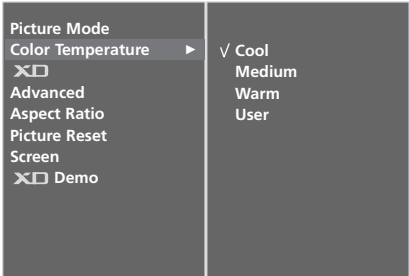 Picture Mode
Color Temperature ►
XD
Advanced
Aspect Ratio
Picture Reset
Screen
XD Demo
√ Cool
Medium
Warm
User